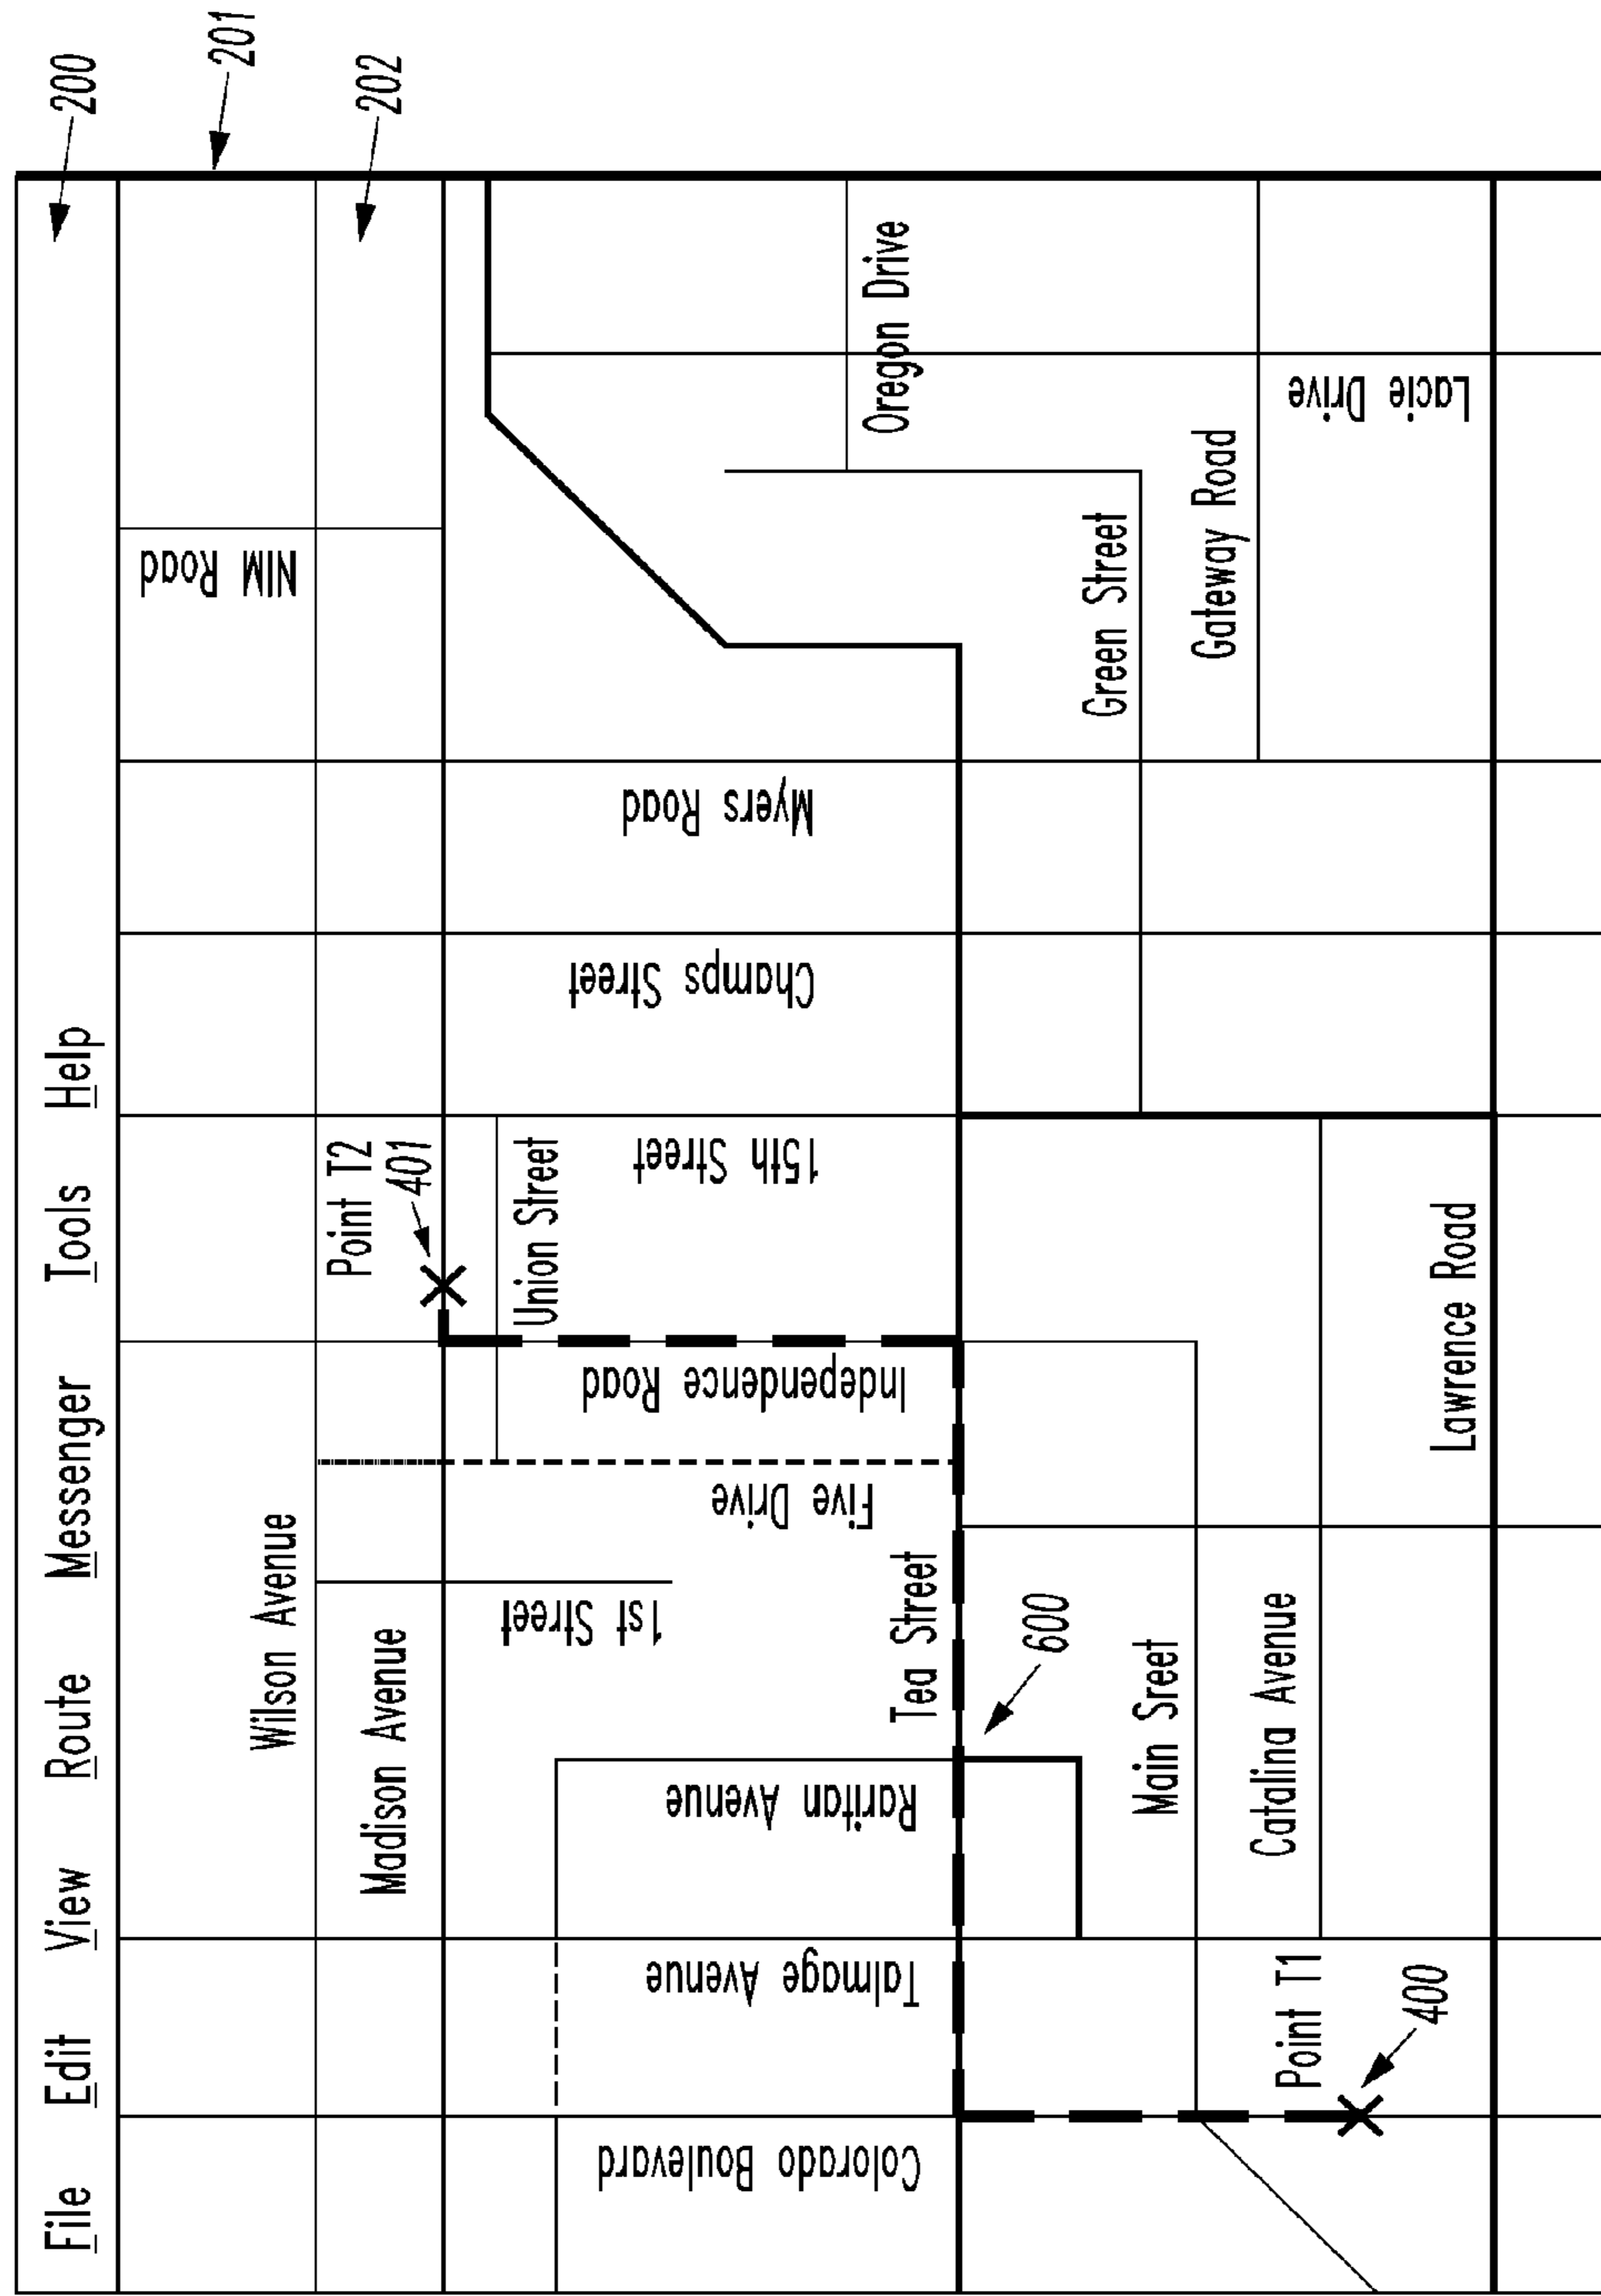 File Edit View Route Messenger Tools Help
200
201
202
Wilson Avenue
Madison Avenue
Point T2
401
NIM Road
Union Street
1st Street
Five Drive
Independence Road
15th Street
Champs Street
Myers Road
Oregon Drive
Colorado Boulevard
Talmage Avenue
Raritan Avenue
Tea Street
600
Green Street
Main Sreet
Gateway Road
Catalina Avenue
Point T1
400
Lacie Drive
Lawrence Road